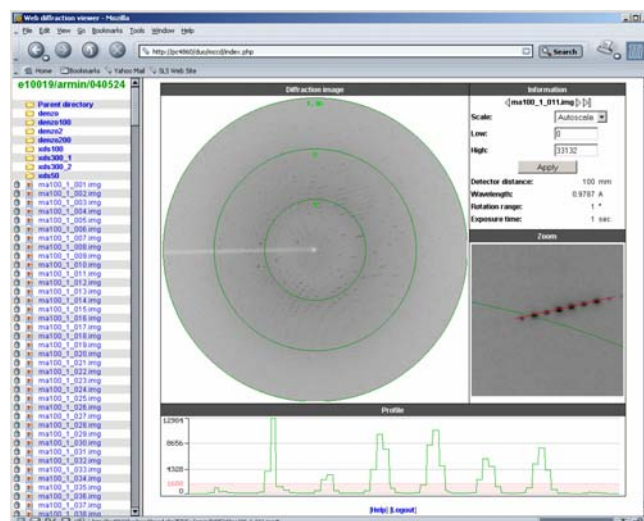 Web diffraction viewer - Mozilla
File Edit View Go Bookmarks Tools Window Help
http://pc4860/duo/mccd/index.php Search
Home Bookmarks Yahoo Mail SLS Web Site
e10019/armin/040524
Parent directory
denzo
denzo100
denzo2
denzo200
xds100
xds300_1
xds300_2
xds50
ma100_1_001.img
ma100_1_002.img
ma100_1_003.img
ma100_1_004.img
ma100_1_005.img
ma100_1_006.img
ma100_1_007.img
ma100_1_008.img
ma100_1_009.img
ma100_1_010.img
ma100_1_011.img
ma100_1_012.img
ma100_1_013.img
ma100_1_014.img
ma100_1_015.img
ma100_1_016.img
ma100_1_017.img
ma100_1_018.img
ma100_1_019.img
ma100_1_020.img
ma100_1_021.img
ma100_1_022.img
ma100_1_023.img
ma100_1_024.img
ma100_1_025.img
ma100_1_026.img
ma100_1_027.img
ma100_1_028.img
ma100_1_029.img
ma100_1_030.img
ma100_1_031.img
ma100_1_032.img
ma100_1_033.img
ma100_1_034.img
ma100_1_035.img
ma100_1_036.img
ma100_1_037.img
ma100_1_038.img
Diffraction image
Information
ma100_1_011.img
Scale: Autoscale
Low: 0
High: 33132
Apply
Detector distance: 100 mm
Wavelength: 0.9787 A
Rotation range: 1 °
Exposure time: 1 sec.
Zoom
Profile
12984
8656
4328
0
[Help] [Logout]